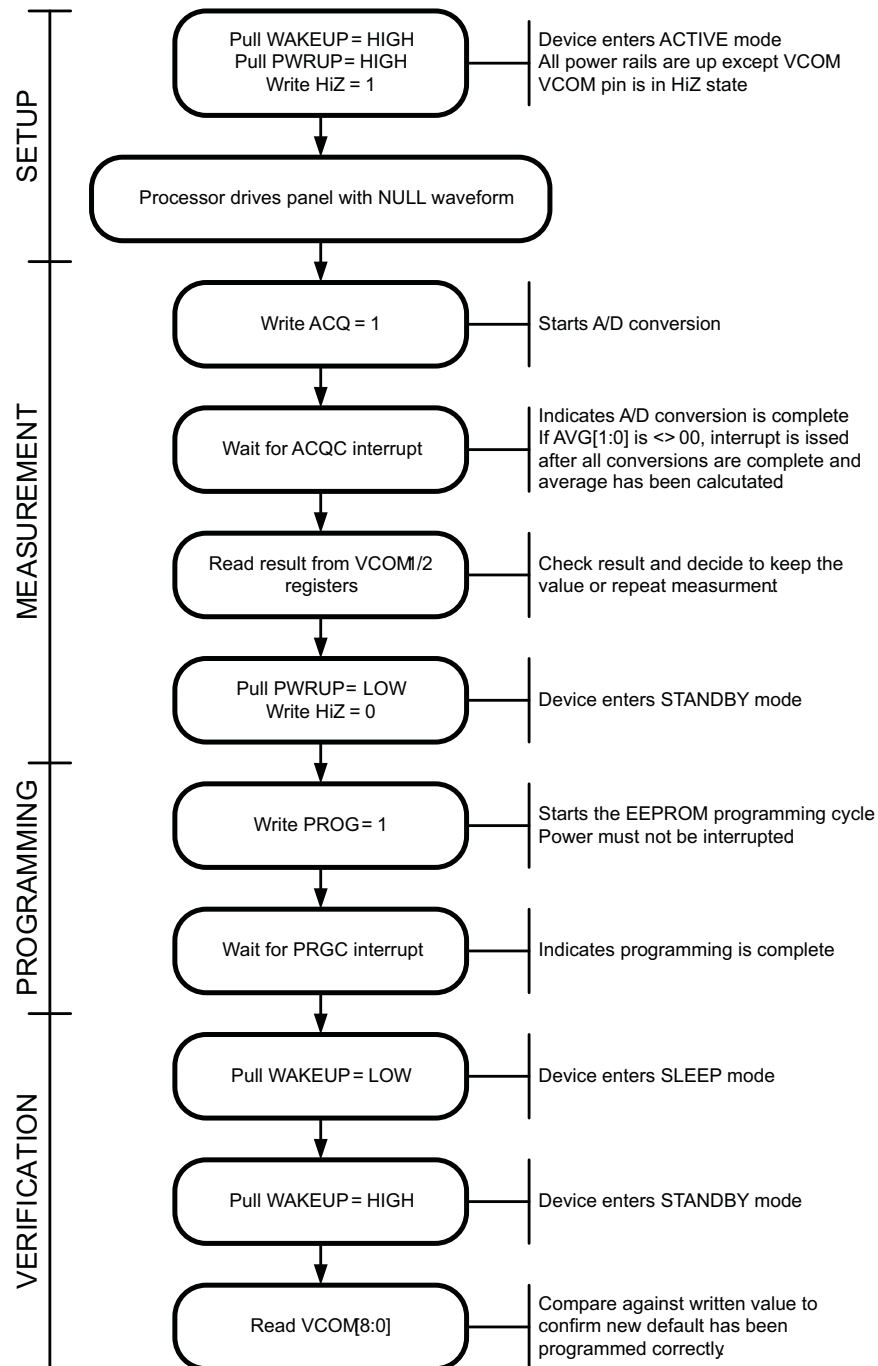 SETUP
Pull WAKEUP = HIGH
Pull PWRUP = HIGH
Write HiZ = 1
Device enters ACTIVE mode
All power rails are up except VCOM
VCOM pin is in HiZ state
Processor drives panel with NULL waveform
MEASUREMENT
Write ACQ = 1
Starts A/D conversion
Wait for ACQC interrupt
Indicates A/D conversion is complete
If AVG[1:0] is <> 00, interrupt is issed
after all conversions are complete and
average has been calcutated
Read result from VCOM1/2
registers
Check result and decide to keep the
value or repeat measurment.
Pull PWRUP = LOW
Write HiZ = 0
Device enters STANDBY mode
PROGRAMMING
Write PROG = 1
Starts the EEPROM programming cycle
Power must not be interrupted
Wait for PRGC interrupt
Indicates programming is complete
VERIFICATION
Pull WAKEUP = LOW
Device enters SLEEP mode
Pull WAKEUP = HIGH
Device enters STANDBY mode
Read VCOM[8:0]
Compare against written value to
confirm new default has been
programmed correctly.